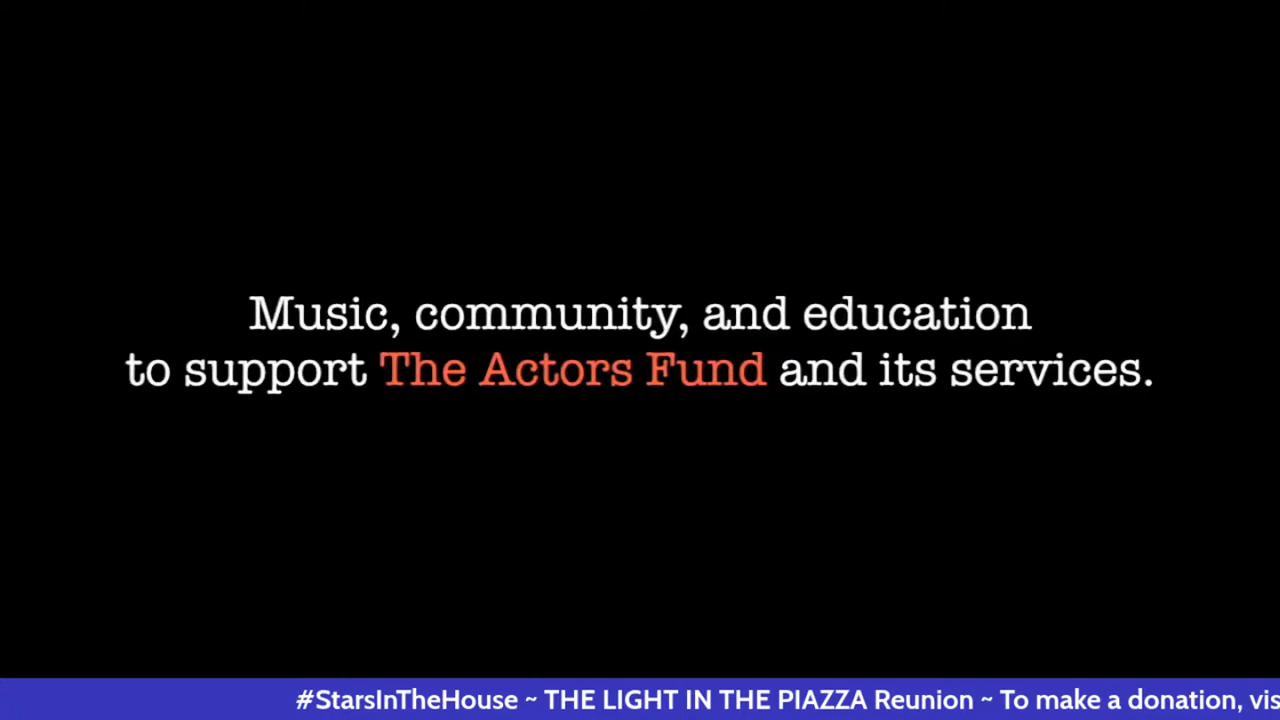 Music, community, and education
to support The Actors Fund and its services.
#StarsInTheHouse ~ THE LIGHT IN THE PIAZZA Reunion ~ To make a donation, vis